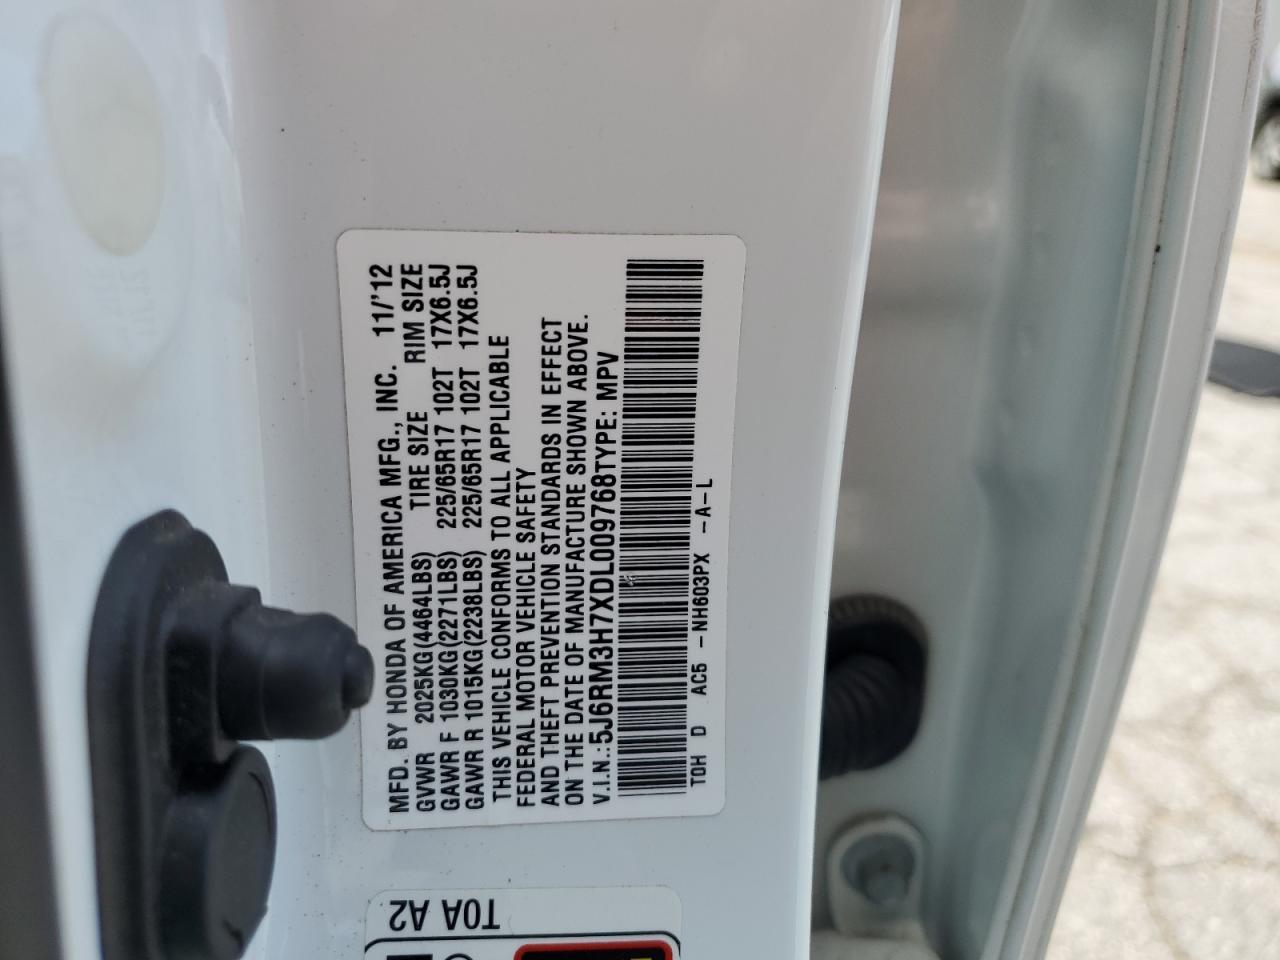 MFD. BY HONDA OF AMERICA MFG., INC. 11/'12
GVWR 2025KG(4464LBS) TIRE SIZE RIM SIZE
GAWR F 1030KG(2271LBS) 225/65R17 102T 17X6.5J
GAWR R 1015KG(2238LBS) 225/65R17 102T 17X6.5J
THIS VEHICLE CONFORMS TO ALL APPLICABLE
FEDERAL MOTOR VEHICLE SAFETY
AND THEFT PREVENTION STANDARDS IN EFFECT
ON THE DATE OF MANUFACTURE SHOWN ABOVE.
V.I.N.:5J6RM3H7XDL009768TYPE: MPV
TOH D AC5 -NH603PX -A-L
T0A A2